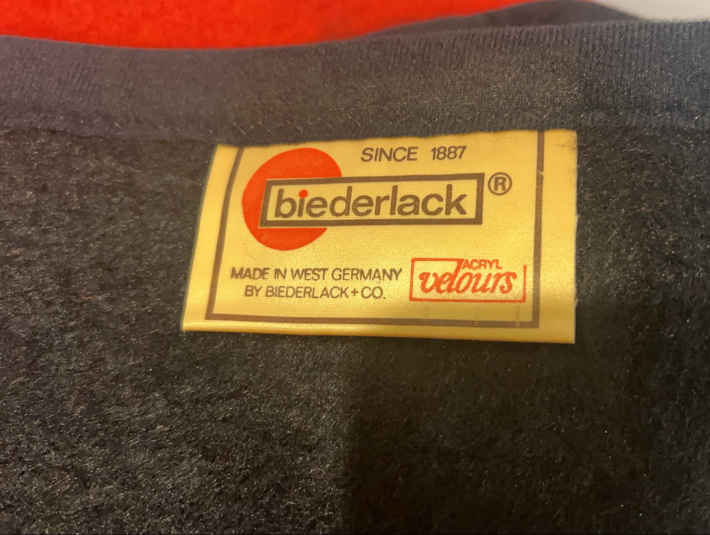 SINCE 1887
biederlack ®
MADE IN WEST GERMANY
BY BIEDERLACK+CO.
ACRYL
velours